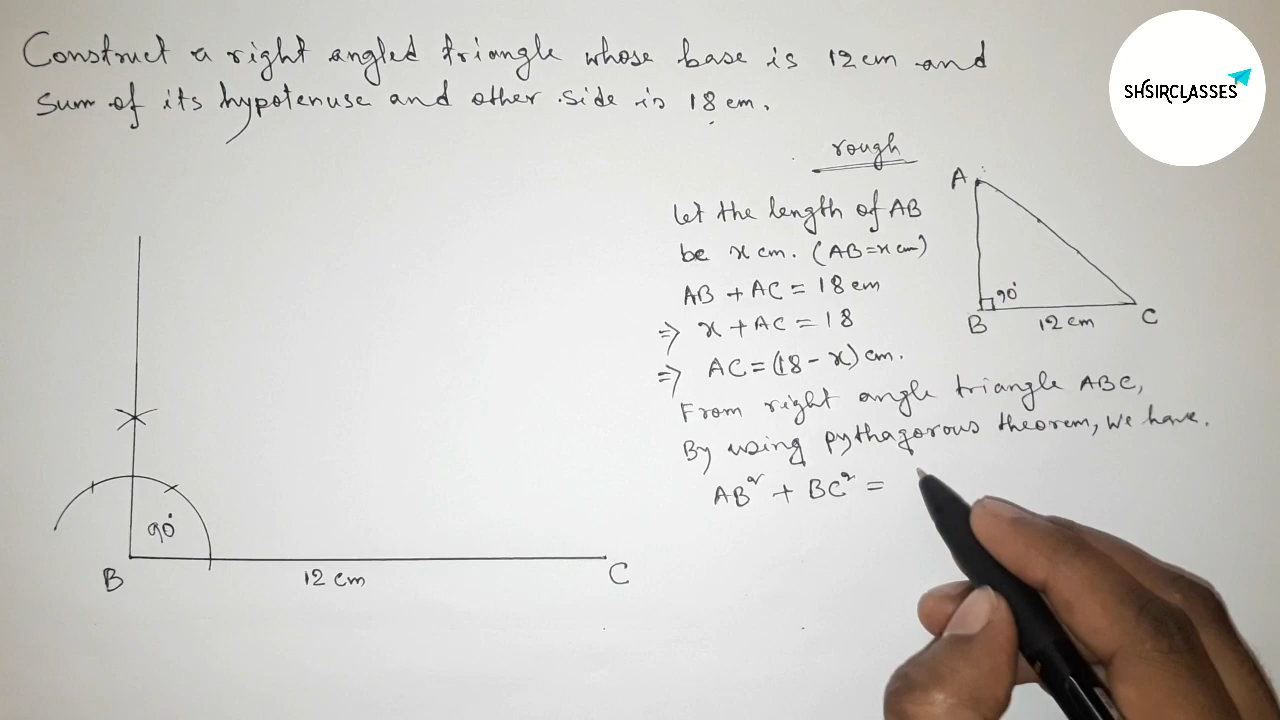 Construct a right angled triangle whose base is 12 cm and
sum of its hypotenuse and other side is 18 cm.
SHSIRCLASSES
rough
Let the length of AB
be x cm. (AB = x cm)
AB + AC = 18 cm
⇒ x + AC = 18
⇒ AC = (18 - x) cm.
From right angle triangle ABC,
By using pythagorous theorem, we have.
AB² + BC² =
A
90°
B 12 cm C
90°
B 12 cm C